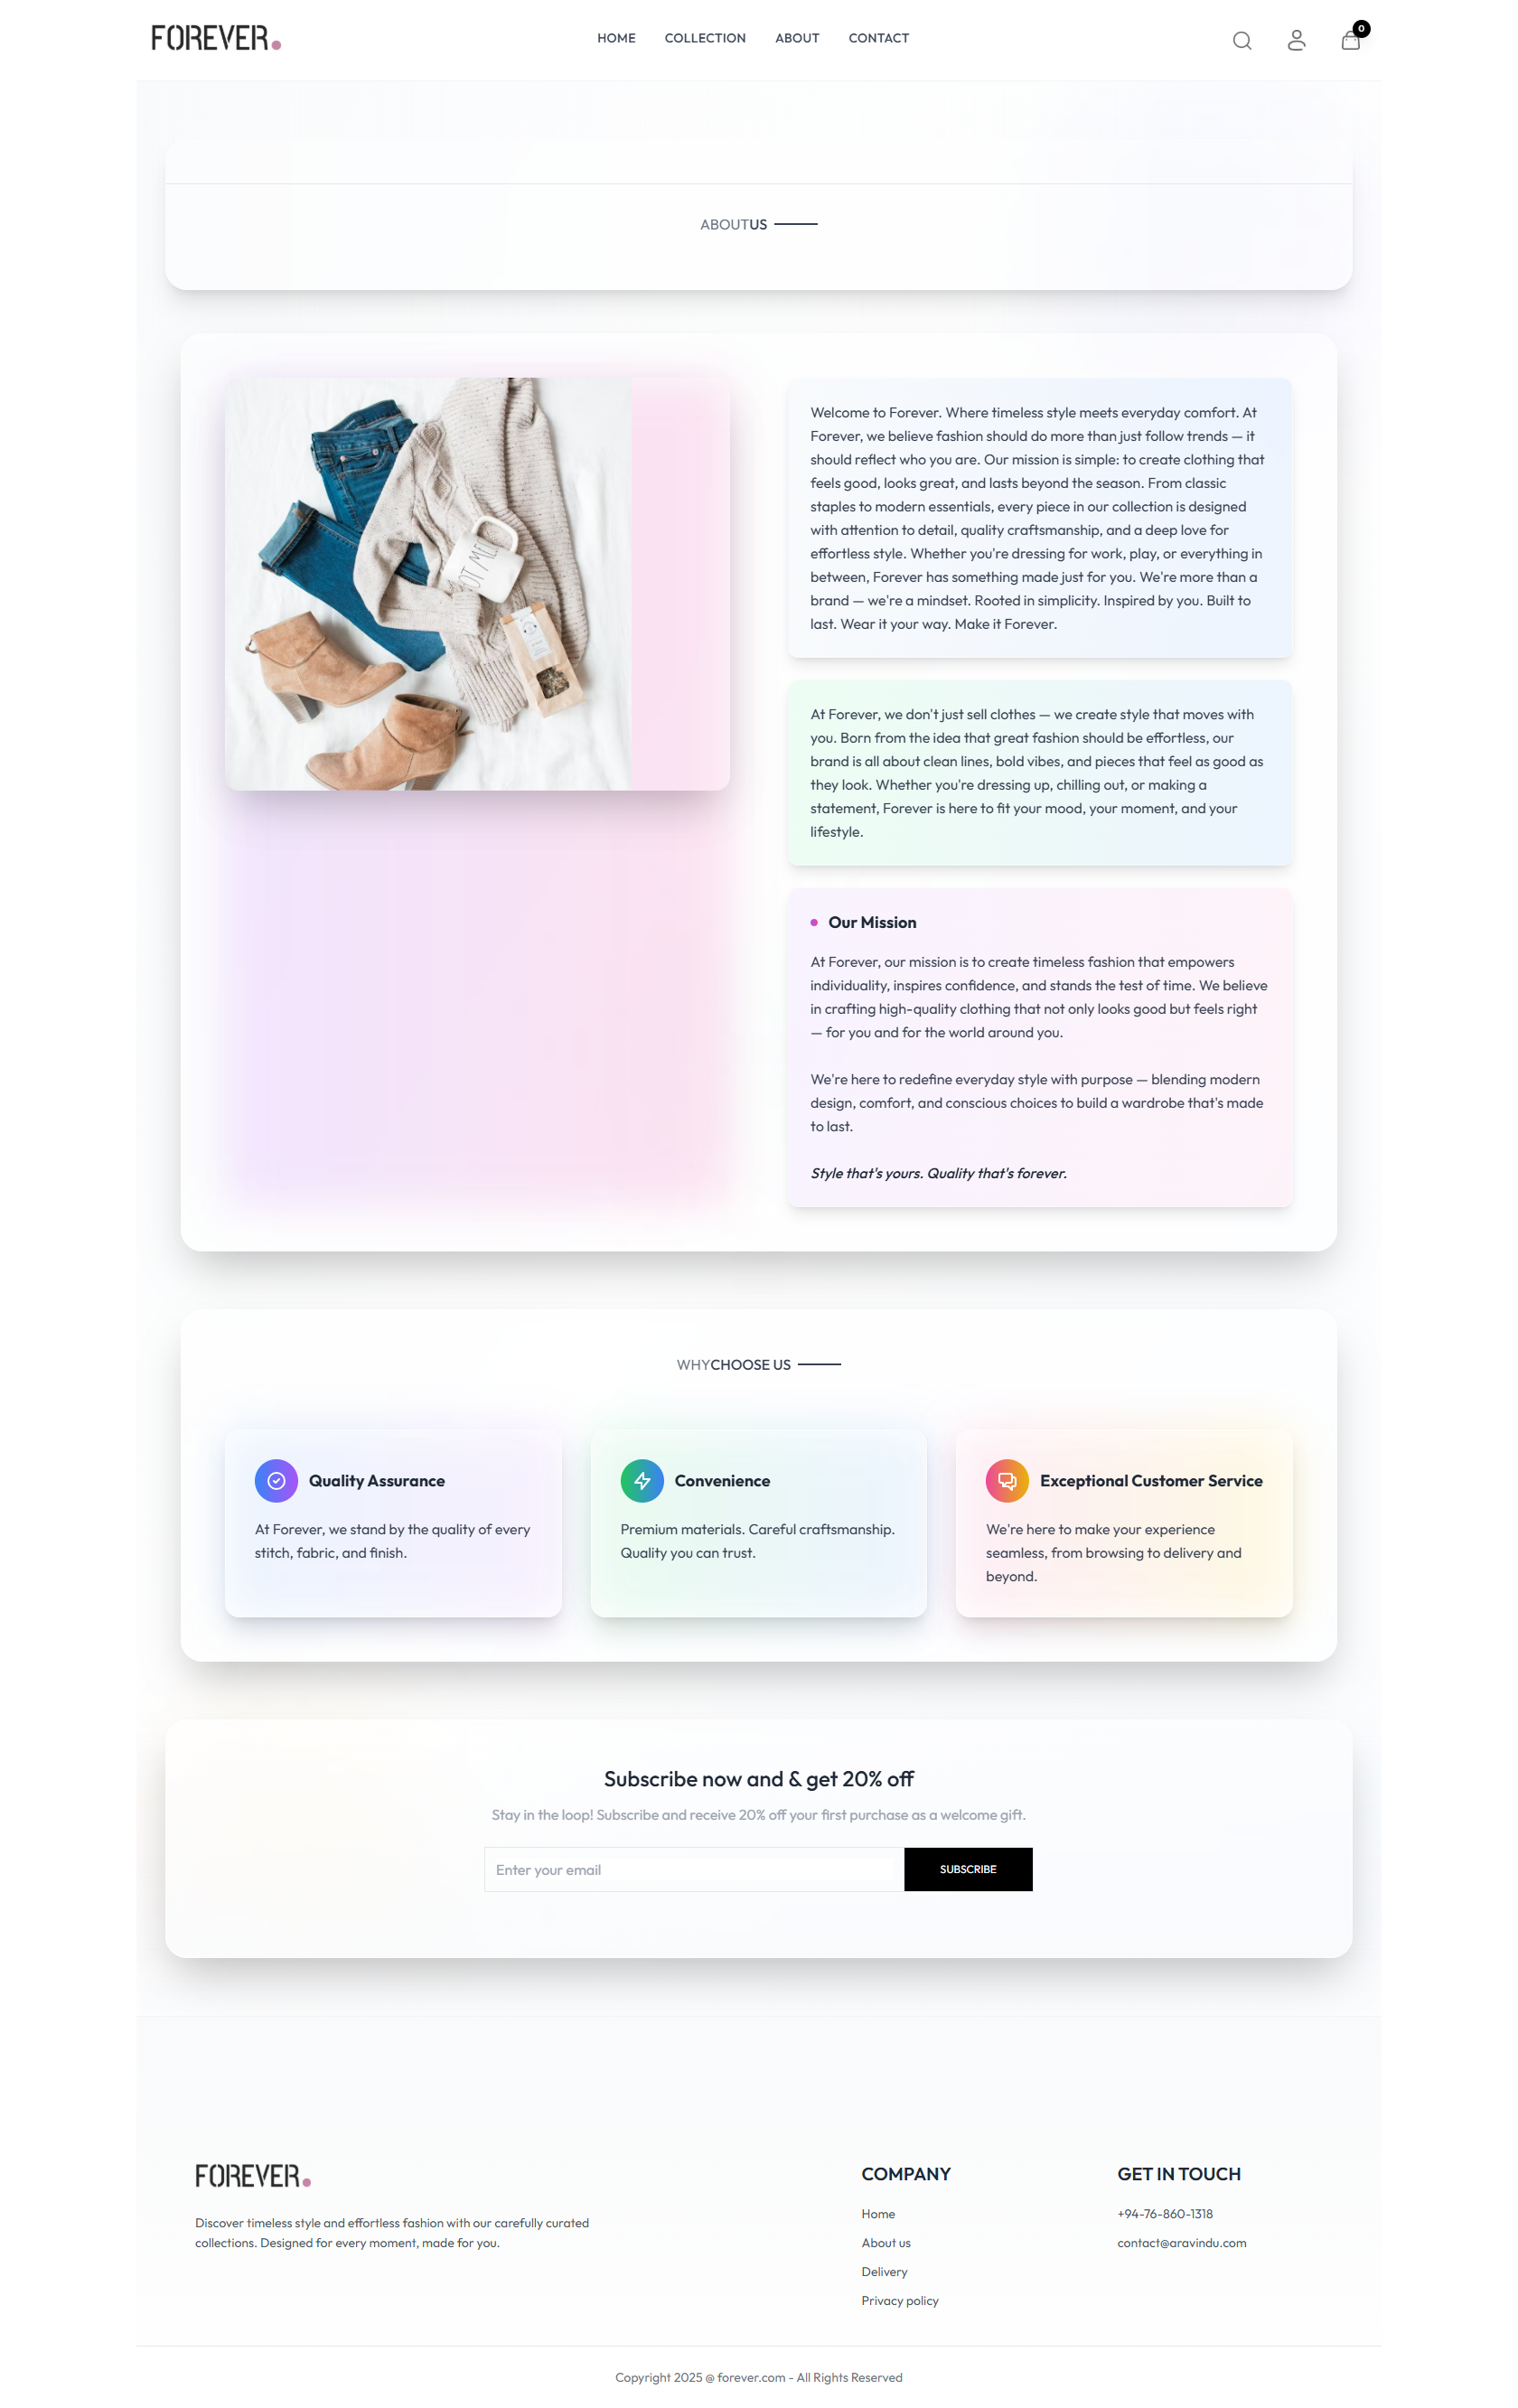 FOREVER.
HOME COLLECTION ABOUT CONTACT
0
ABOUTUS
OT MIL
Welcome to Forever. Where timeless style meets everyday comfort. At
Forever, we believe fashion should do more than just follow trends — it
should reflect who you are. Our mission is simple: to create clothing that
feels good, looks great, and lasts beyond the season. From classic
staples to modern essentials, every piece in our collection is designed
with attention to detail, quality craftsmanship, and a deep love for
effortless style. Whether you're dressing for work, play, or everything in
between, Forever has something made just for you. We're more than a
brand — we're a mindset. Rooted in simplicity. Inspired by you. Built to
last. Wear it your way. Make it Forever.
At Forever, we don't just sell clothes — we create style that moves with
you. Born from the idea that great fashion should be effortless, our
brand is all about clean lines, bold vibes, and pieces that feel as good as
they look. Whether you're dressing up, chilling out, or making a
statement, Forever is here to fit your mood, your moment, and your
lifestyle.
Our Mission
At Forever, our mission is to create timeless fashion that empowers
individuality, inspires confidence, and stands the test of time. We believe
in crafting high-quality clothing that not only looks good but feels right
— for you and for the world around you.
We're here to redefine everyday style with purpose — blending modern
design, comfort, and conscious choices to build a wardrobe that's made
to last.
Style that's yours. Quality that's forever.
WHYCHOOSE US
Quality Assurance
At Forever, we stand by the quality of every
stitch, fabric, and finish.
Convenience
Premium materials. Careful craftsmanship.
Quality you can trust.
Exceptional Customer Service
We're here to make your experience
seamless, from browsing to delivery and
beyond.
Subscribe now and & get 20% off
Stay in the loop! Subscribe and receive 20% off your first purchase as a welcome gift.
Enter your email
SUBSCRIBE
FOREVER.
Discover timeless style and effortless fashion with our carefully curated
collections. Designed for every moment, made for you.
COMPANY
Home
About us
Delivery
Privacy policy
GET IN TOUCH
+94-76-860-1318
contact@aravindu.com
Copyright 2025 @ forever.com - All Rights Reserved